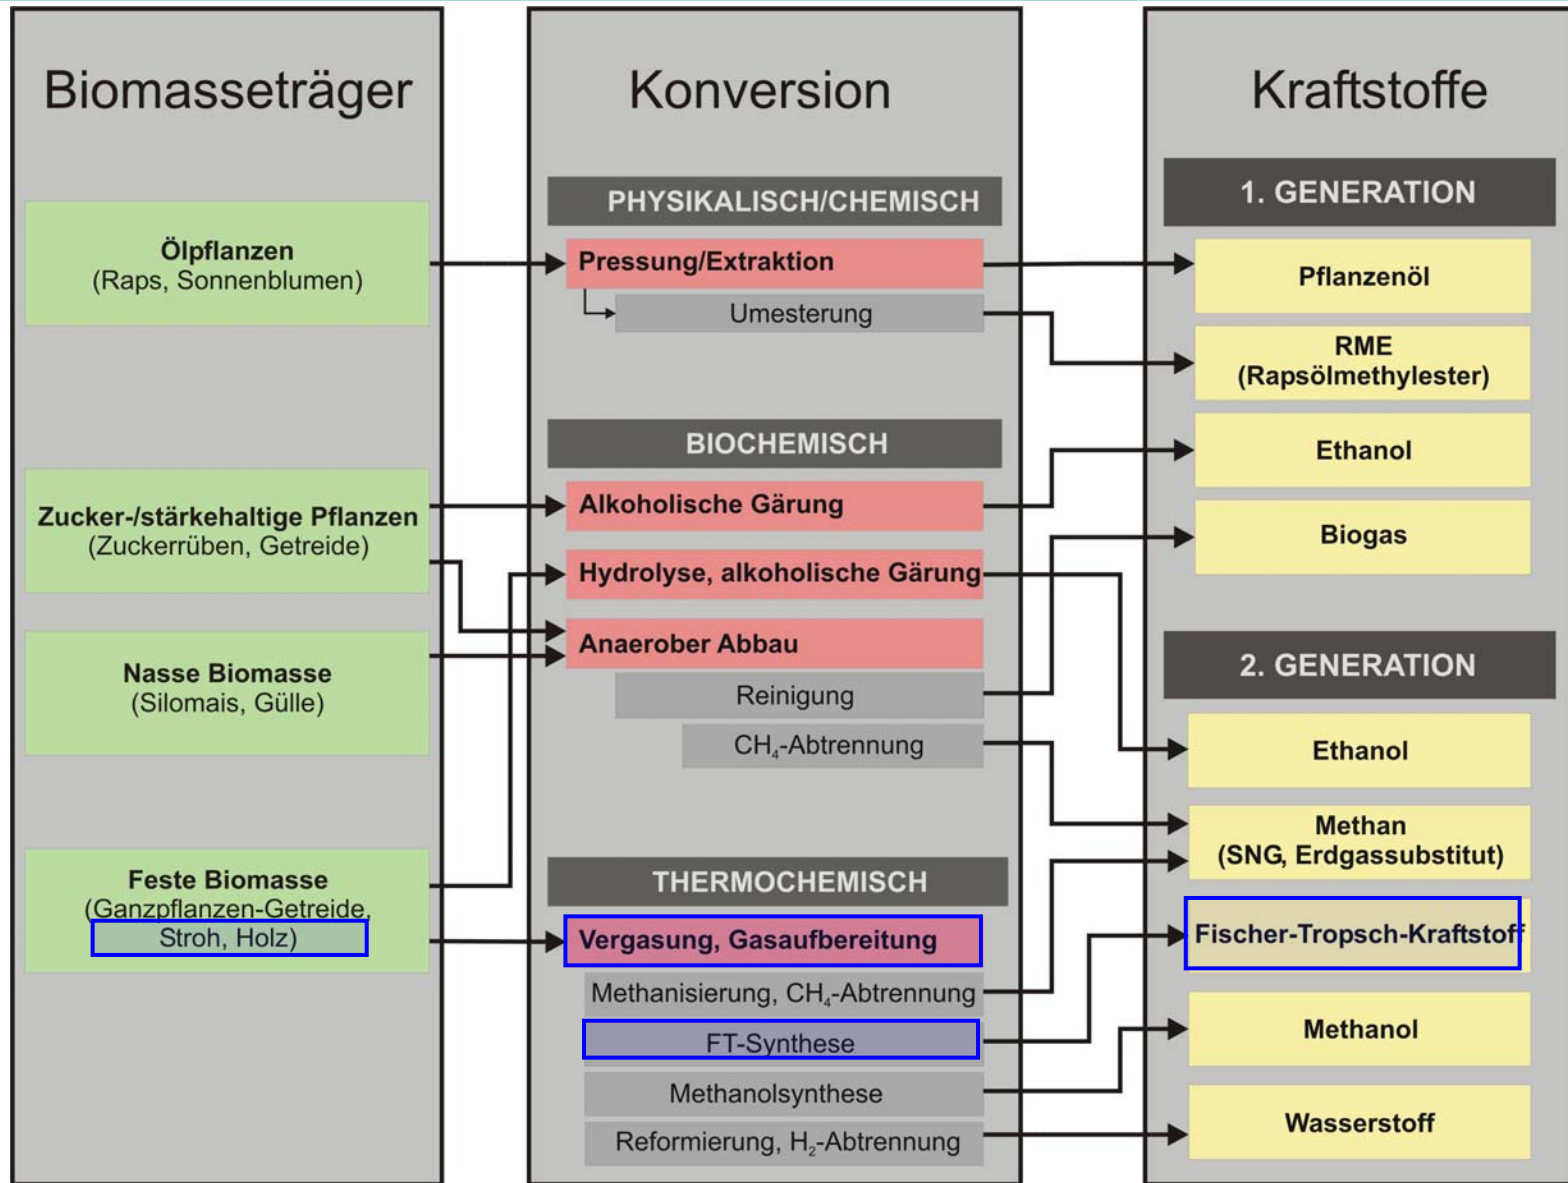 Biomasseträger
Ölpflanzen
(Raps, Sonnenblumen)
Zucker-/stärkehaltige Pflanzen
(Zuckerrüben, Getreide)
Nasse Biomasse
(Silomais, Gülle)
Feste Biomasse
(Ganzpflanzen-Getreide,
Stroh, Holz)
Konversion
PHYSIKALISCH/CHEMISCH
Pressung/Extraktion
Umesterung
BIOCHEMISCH
Alkoholische Gärung
Hydrolyse, alkoholische Gärung
Anaerober Abbau
Reinigung
CH₄-Abtrennung
THERMOCHEMISCH
Vergasung, Gasaufbereitung
Methanisierung, CH₄-Abtrennung
FT-Synthese
Methanolsynthese
Reformierung, H₂-Abtrennung
Kraftstoffe
1. GENERATION
Pflanzenöl
RME
(Rapsölmethylester)
Ethanol
Biogas
2. GENERATION
Ethanol
Methan
(SNG, Erdgassubstitut)
Fischer-Tropsch-Kraftstoff
Methanol
Wasserstoff